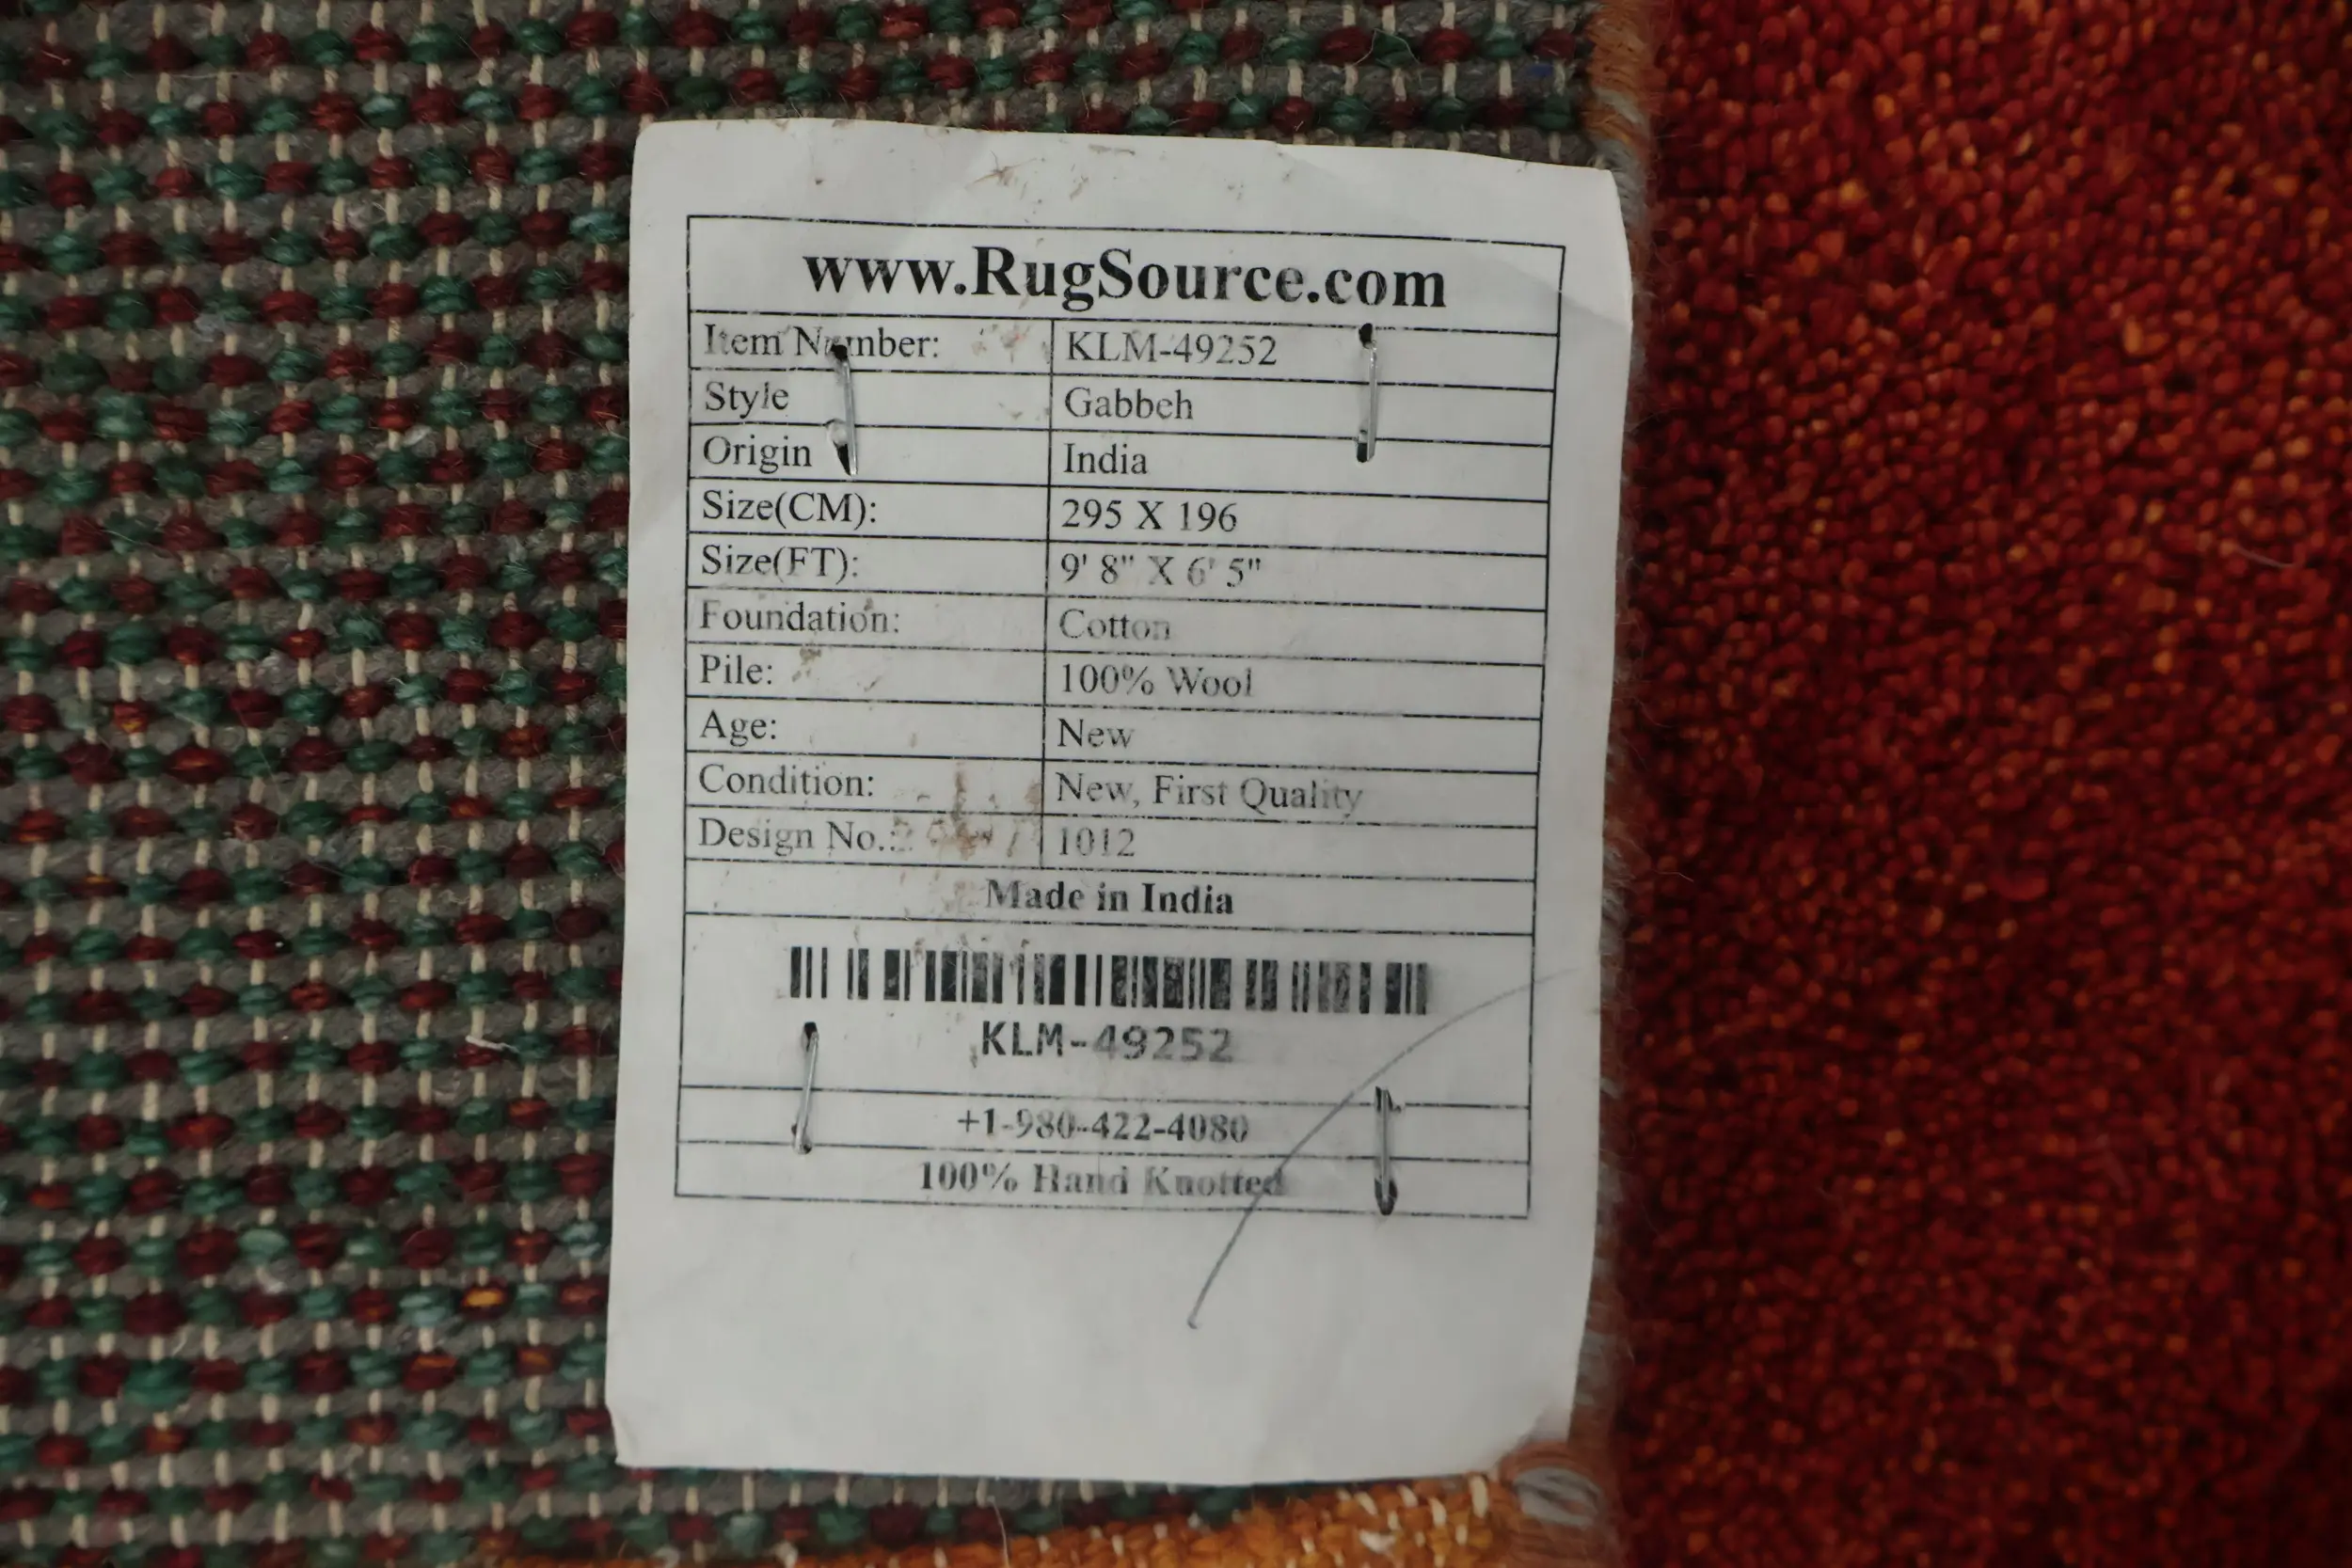 www.RugSource.com
Item Number: KLM-49252
Style Gabbeh
Origin India
Size(CM): 295 X 196
Size(FT): 9' 8" X 6' 5"
Foundation: Cotton
Pile: 100% Wool
Age: New
Condition: New, First Quality
Design No.: 1012
Made in India
KLM-49252
+1-980-422-4080
100% Hand Knotted